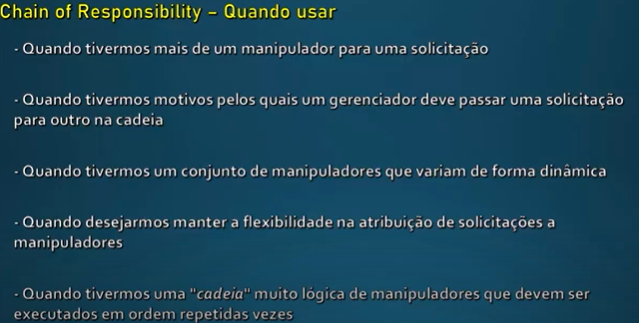 Chain of Responsibility – Quando usar
- Quando tivermos mais de um manipulador para uma solicitação
- Quando tivermos motivos pelos quais um gerenciador deve passar uma solicitação
para outro na cadeia
- Quando tivermos um conjunto de manipuladores que variam de forma dinâmica
- Quando desejarmos manter a flexibilidade na atribuição de solicitações a
manipuladores
- Quando tivermos uma "cadeia" muito lógica de manipuladores que devem ser
executados em ordem repetidas vezes